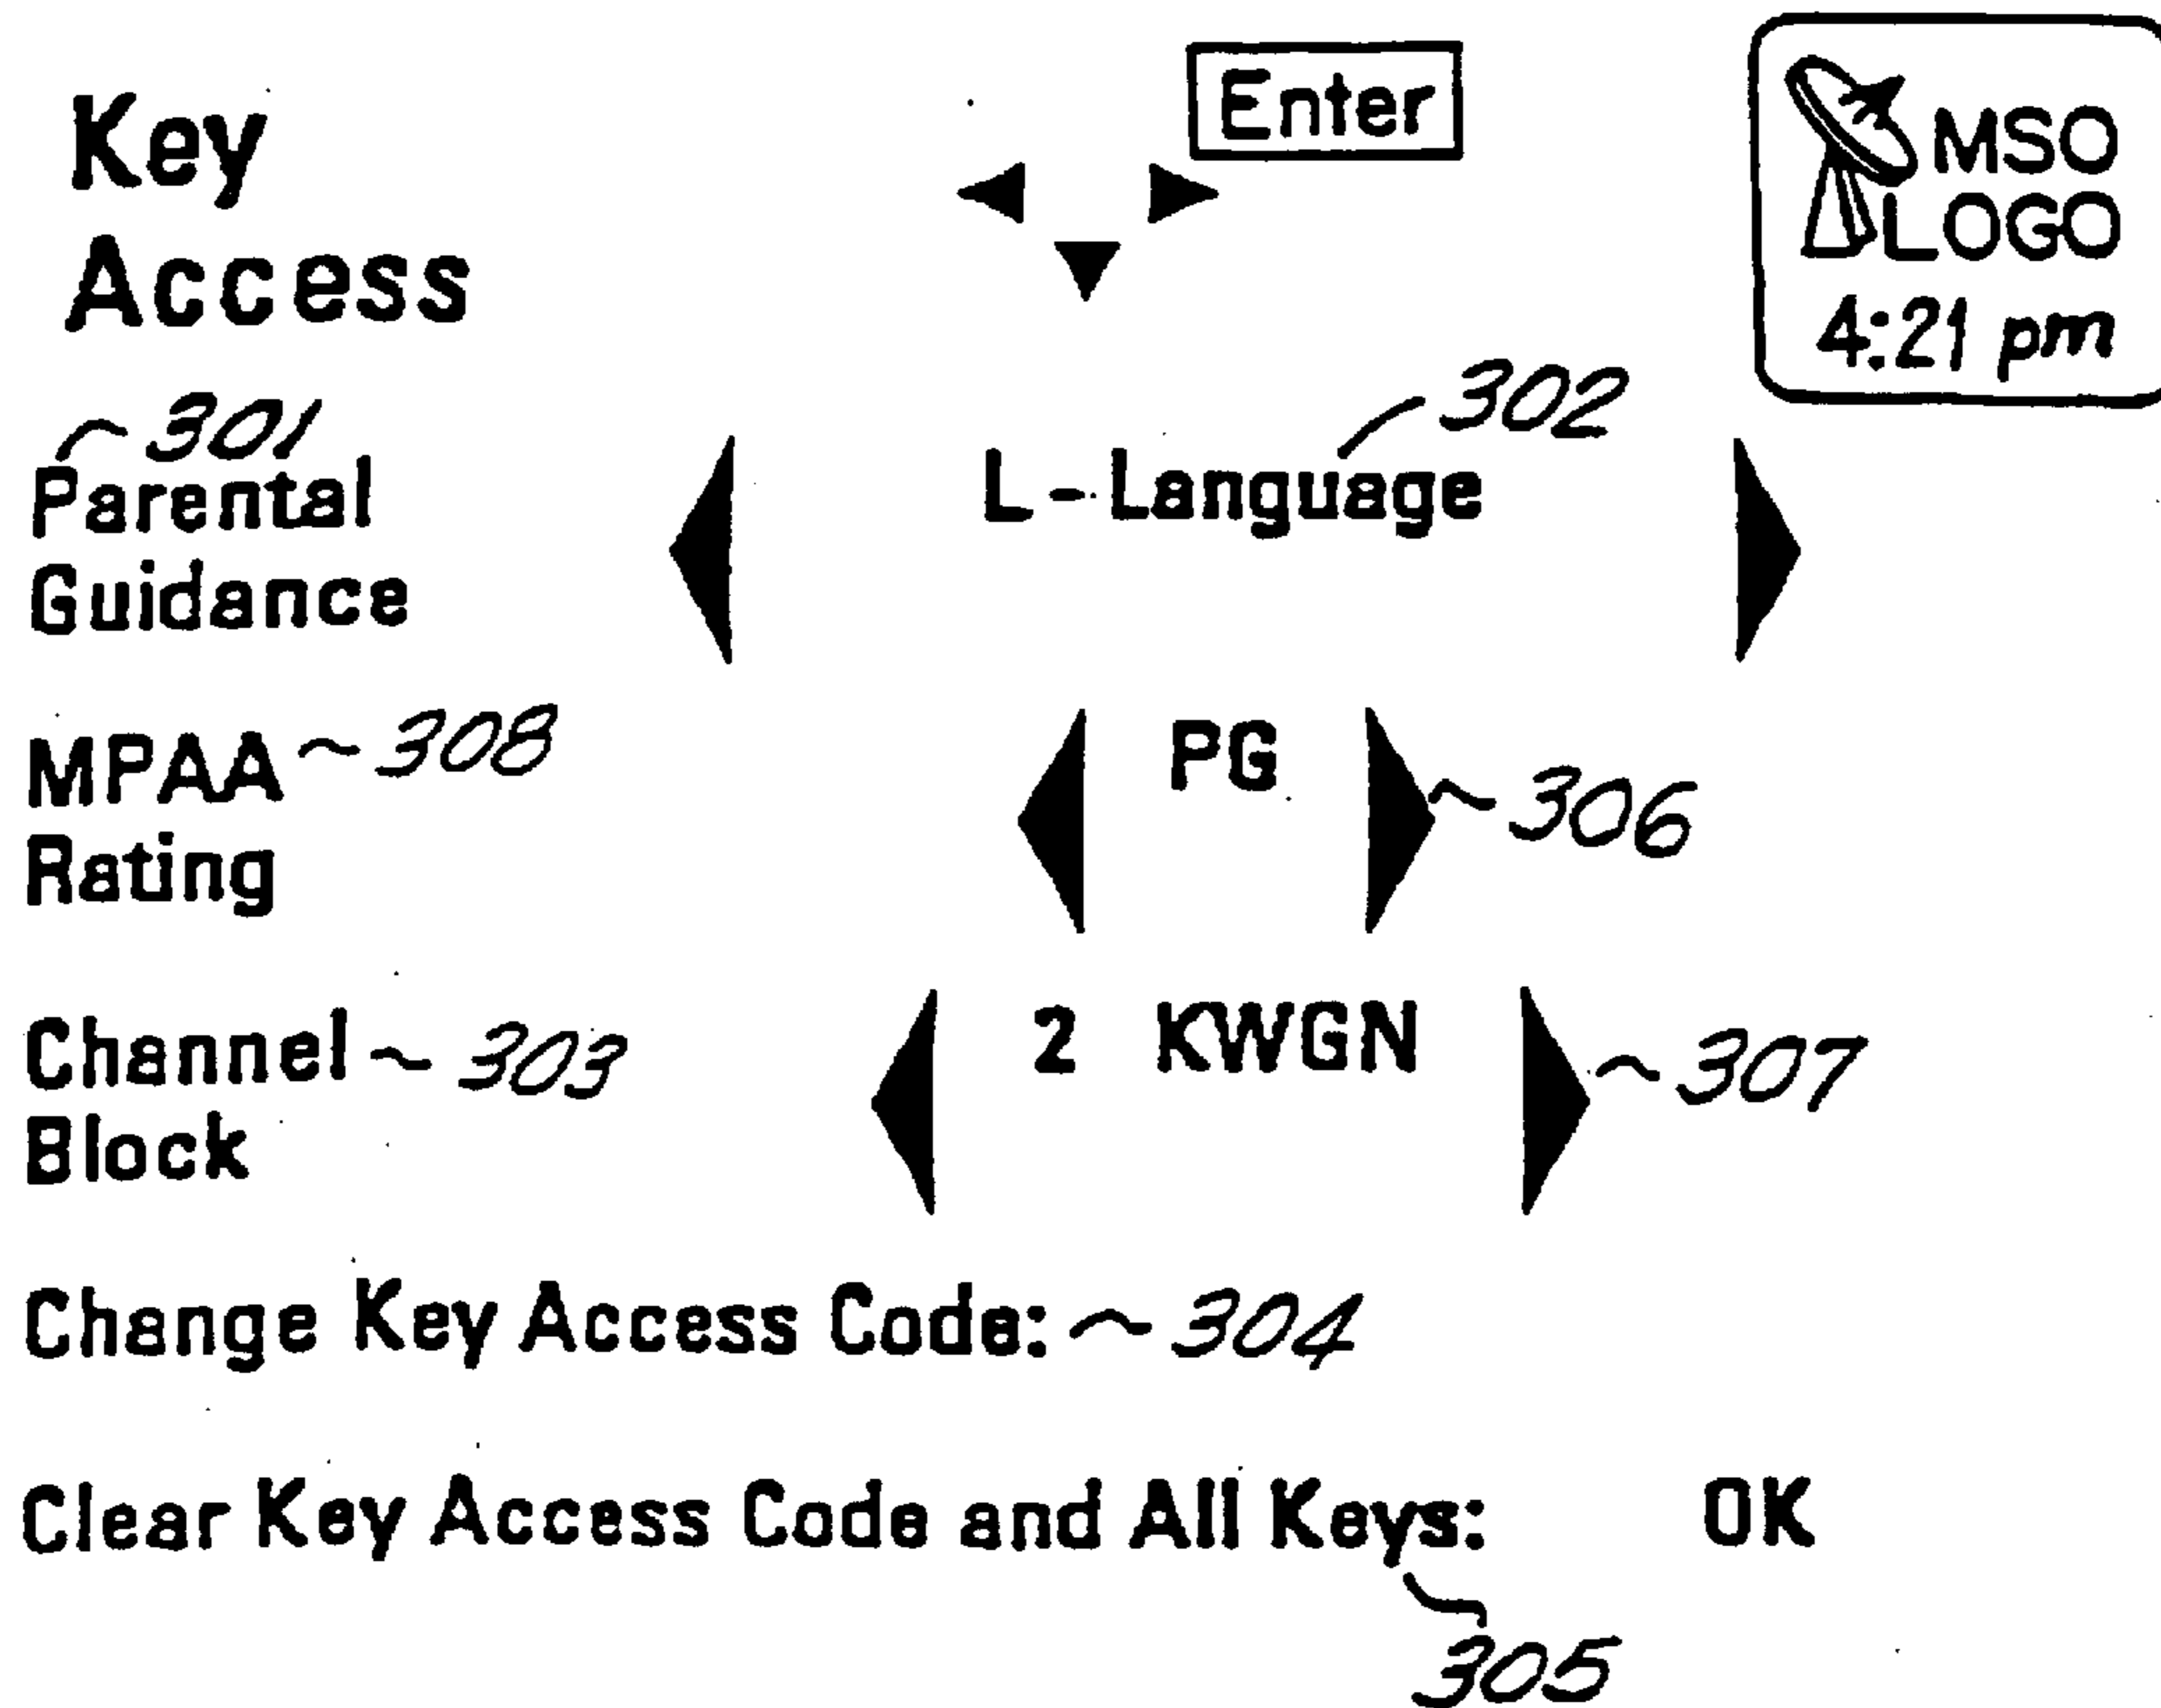 Key
Access
Enter
MSO
LOGO
4:21 pm
301
Parental
Guidance
L-Language
302
MPAA
Rating
308
PG
306
Channel
Block
303
2 KWGN
307
Change Key Access Code: 304
Clear Key Access Code and All Keys: OK
305